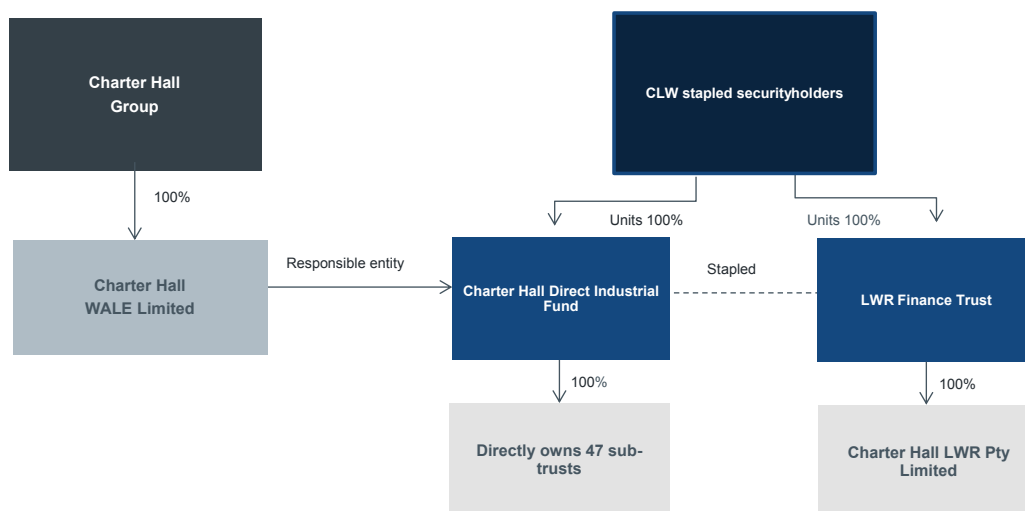 Charter Hall
Group
CLW stapled securityholders
100%
Units 100%
Units 100%
Charter Hall
WALE Limited
Responsible entity
Charter Hall Direct Industrial
Fund
Stapled
LWR Finance Trust
100%
100%
Directly owns 47 sub-
trusts
Charter Hall LWR Pty
Limited